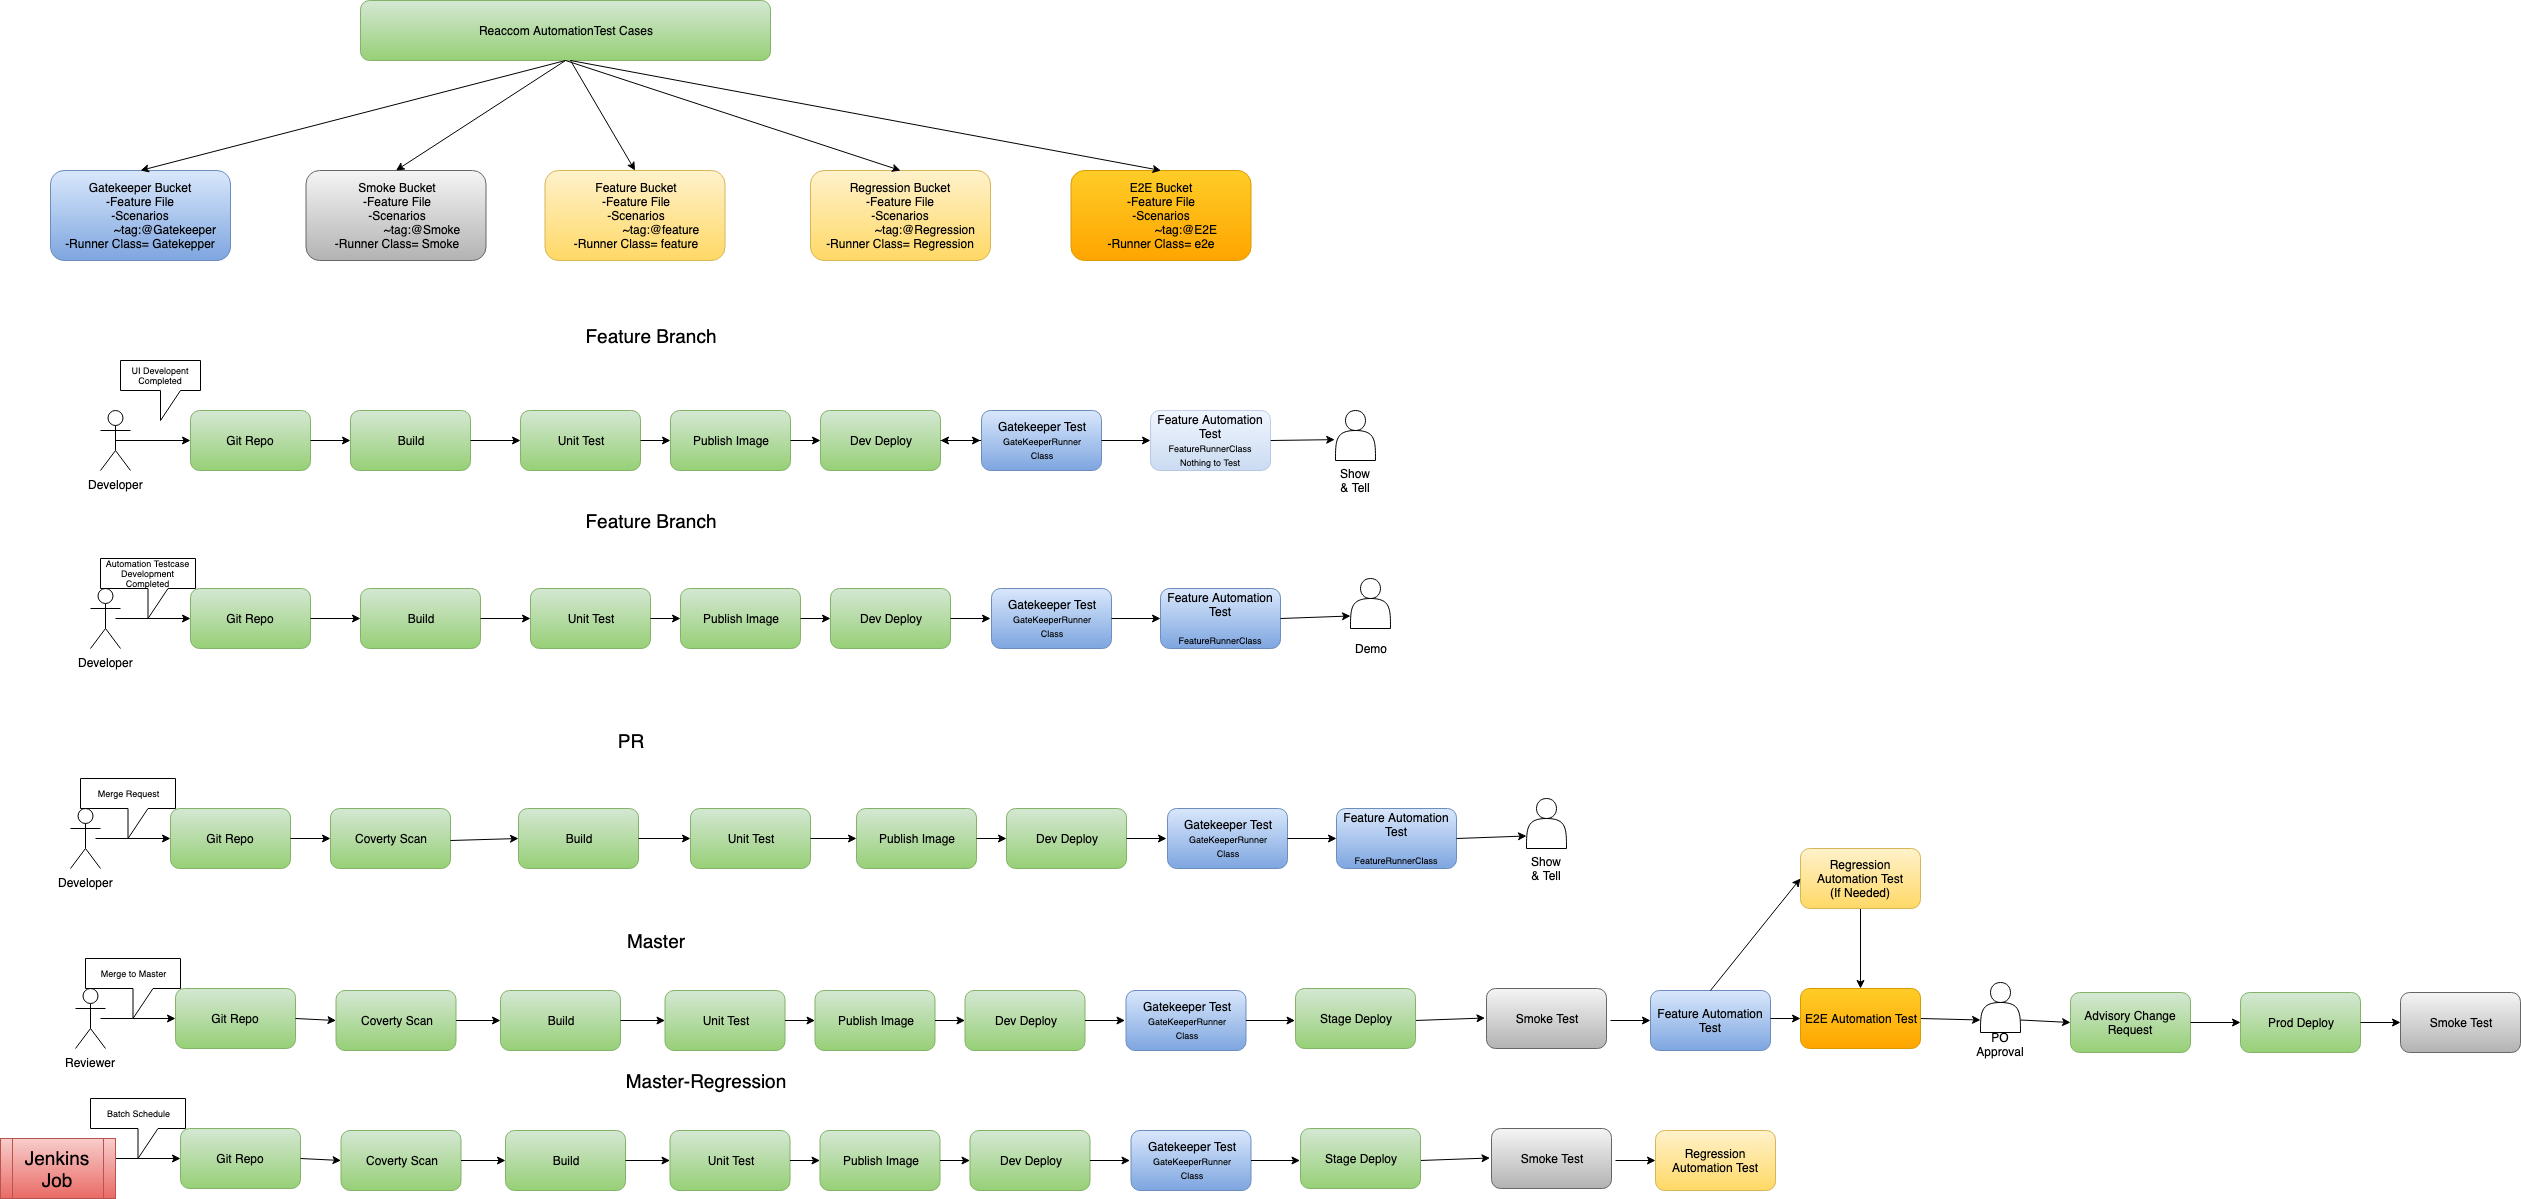 Reaccom AutomationTest Cases
Gatekeeper Bucket
-Feature File
-Scenarios
~tag:@Gatekeeper
-Runner Class= Gatekepper
Smoke Bucket
-Feature File
-Scenarios
~tag:@Smoke
-Runner Class= Smoke
Feature Bucket
-Feature File
-Scenarios
~tag:@feature
-Runner Class= feature
Regression Bucket
-Feature File
-Scenarios
~tag:@Regression
-Runner Class= Regression
E2E Bucket
-Feature File
-Scenarios
~tag:@E2E
-Runner Class= e2e
Feature Branch
UI Developent
Completed
Developer
Git Repo
Build
Unit Test
Publish Image
Dev Deploy
Gatekeeper Test
GateKeeperRunner
Class
Feature Automation
Test
FeatureRunnerClass
Nothing to Test
Show
& Tell
Feature Branch
Automation Testcase
Development
Completed
Developer
Git Repo
Build
Unit Test
Publish Image
Dev Deploy
Gatekeeper Test
GateKeeperRunner
Class
Feature Automation
Test
FeatureRunnerClass
Demo
PR
Merge Request
Developer
Git Repo
Coverty Scan
Build
Unit Test
Publish Image
Dev Deploy
Gatekeeper Test
GateKeeperRunner
Class
Feature Automation
Test
FeatureRunnerClass
Show
& Tell
Master
Merge to Master
Reviewer
Git Repo
Coverty Scan
Build
Unit Test
Publish Image
Dev Deploy
Gatekeeper Test
GateKeeperRunner
Class
Stage Deploy
Smoke Test
Feature Automation
Test
Regression
Automation Test
(If Needed)
E2E Automation Test
PO
Approval
Advisory Change
Request
Prod Deploy
Smoke Test
Master-Regression
Batch Schedule
Jenkins
Job
Git Repo
Coverty Scan
Build
Unit Test
Publish Image
Dev Deploy
Gatekeeper Test
GateKeeperRunner
Class
Stage Deploy
Smoke Test
Regression
Automation Test